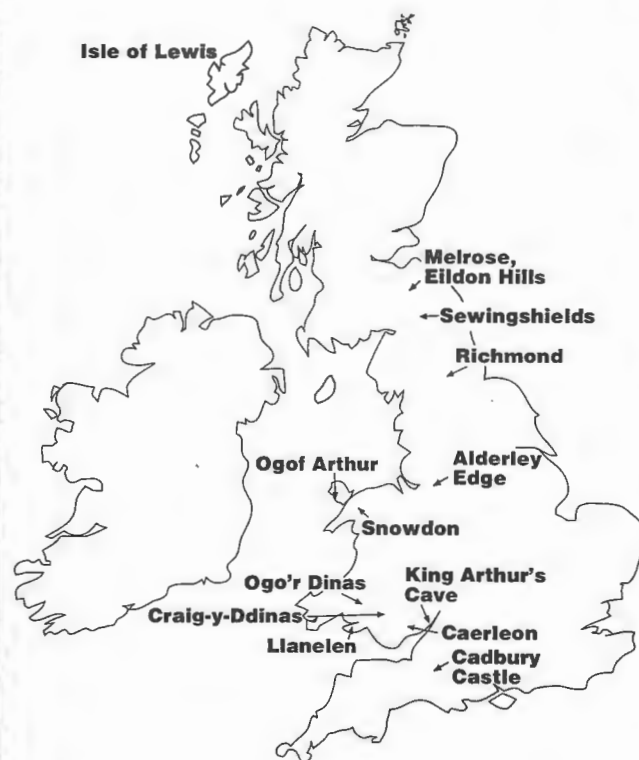 Isle of Lewis
Melrose,
Eildon Hills
Sewingshields
Richmond
Ogof Arthur
Alderley
Edge
Snowdon
Ogo'r Dinas
King Arthur's
Cave
Craig-y-Ddinas
Llanelen
Caerleon
Cadbury
Castle